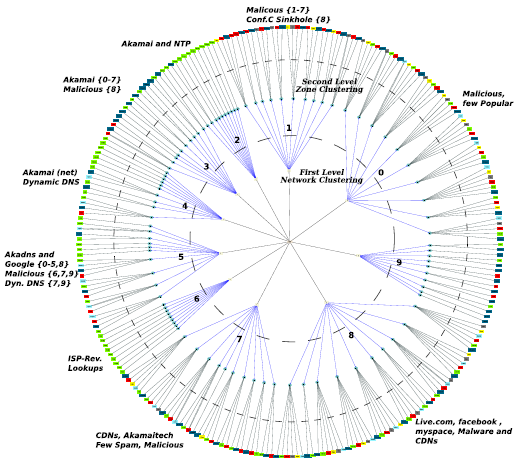 Malicous {1-7}
Conf.C Sinkhole {8}
Akamai and NTP
Second Level
Zone Clustering
Akamai {0-7}
Malicious {8}
Malicious,
few Popular
1
2
3
0
First Level
Network Clustering
Akamai (net)
Dynamic DNS
4
Akadns and
Google {0-5,8}
Malicious {6,7,9}
Dyn. DNS {7,9}
5
9
6
7
8
ISP-Rev.
Lookups
CDNs, Akamaitech
Few Spam, Malicious
Live.com, facebook ,
myspace, Malware and
CDNs